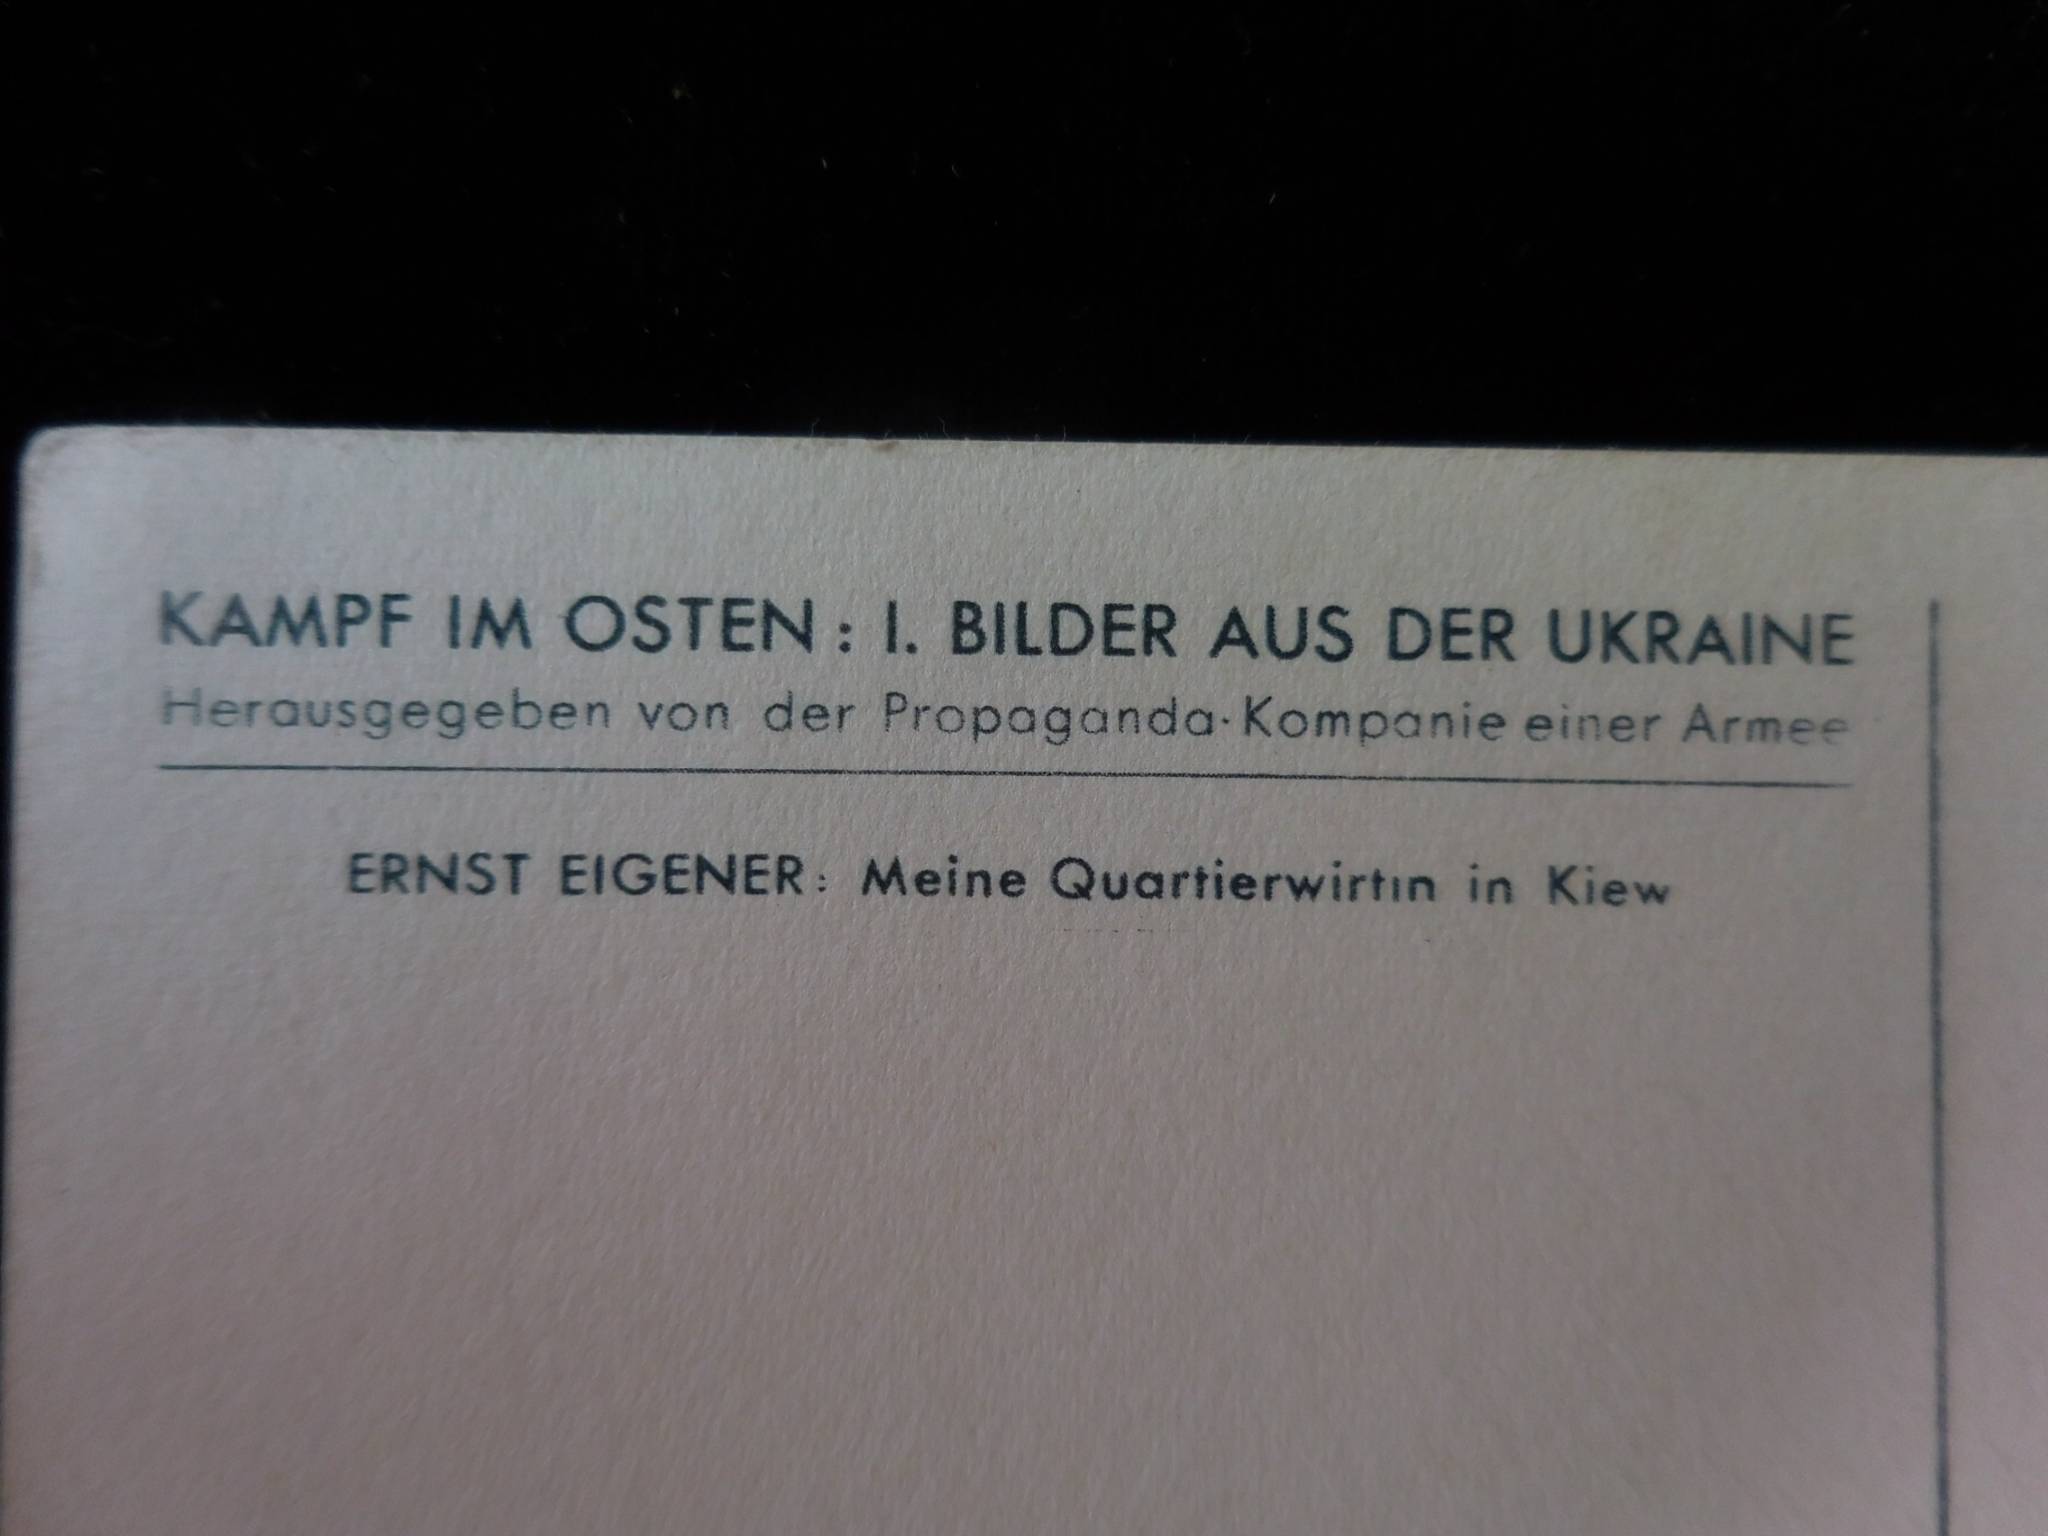 KAMPF IM OSTEN: I. BILDER AUS DER UKRAINE
Herausgegeben von der Propaganda-Kompanie einer Armee
ERNST EIGENER: Meine Quartierwirtin in Kiew